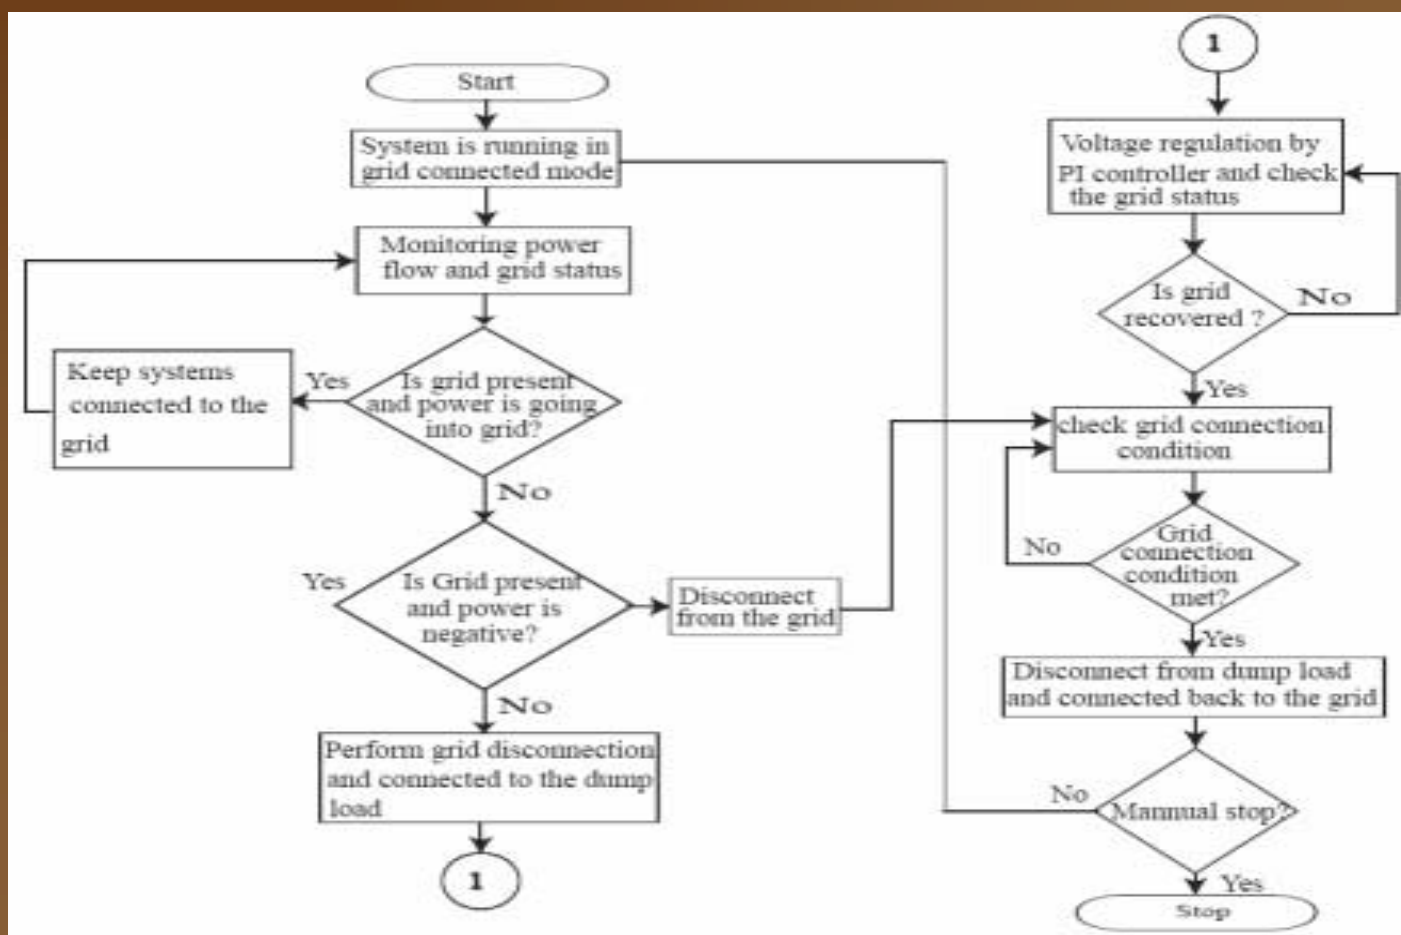 Start
System is running in
grid connected mode
Monitoring power
flow and grid status
Is grid present
and power is going
into grid?
Yes
Keep systems
connected to the
grid
No
Is Grid present
and power is
negative?
Yes
Disconnect
from the grid
No
Perform grid disconnection
and connected to the dump
load
1
1
Voltage regulation by
PI controller and check
the grid status
Is grid
recovered ?
No
Yes
check grid connection
condition
Grid
connection
condition
met?
No
Yes
Disconnect from dump load
and connected back to the grid
Mannual stop?
No
Yes
Stop